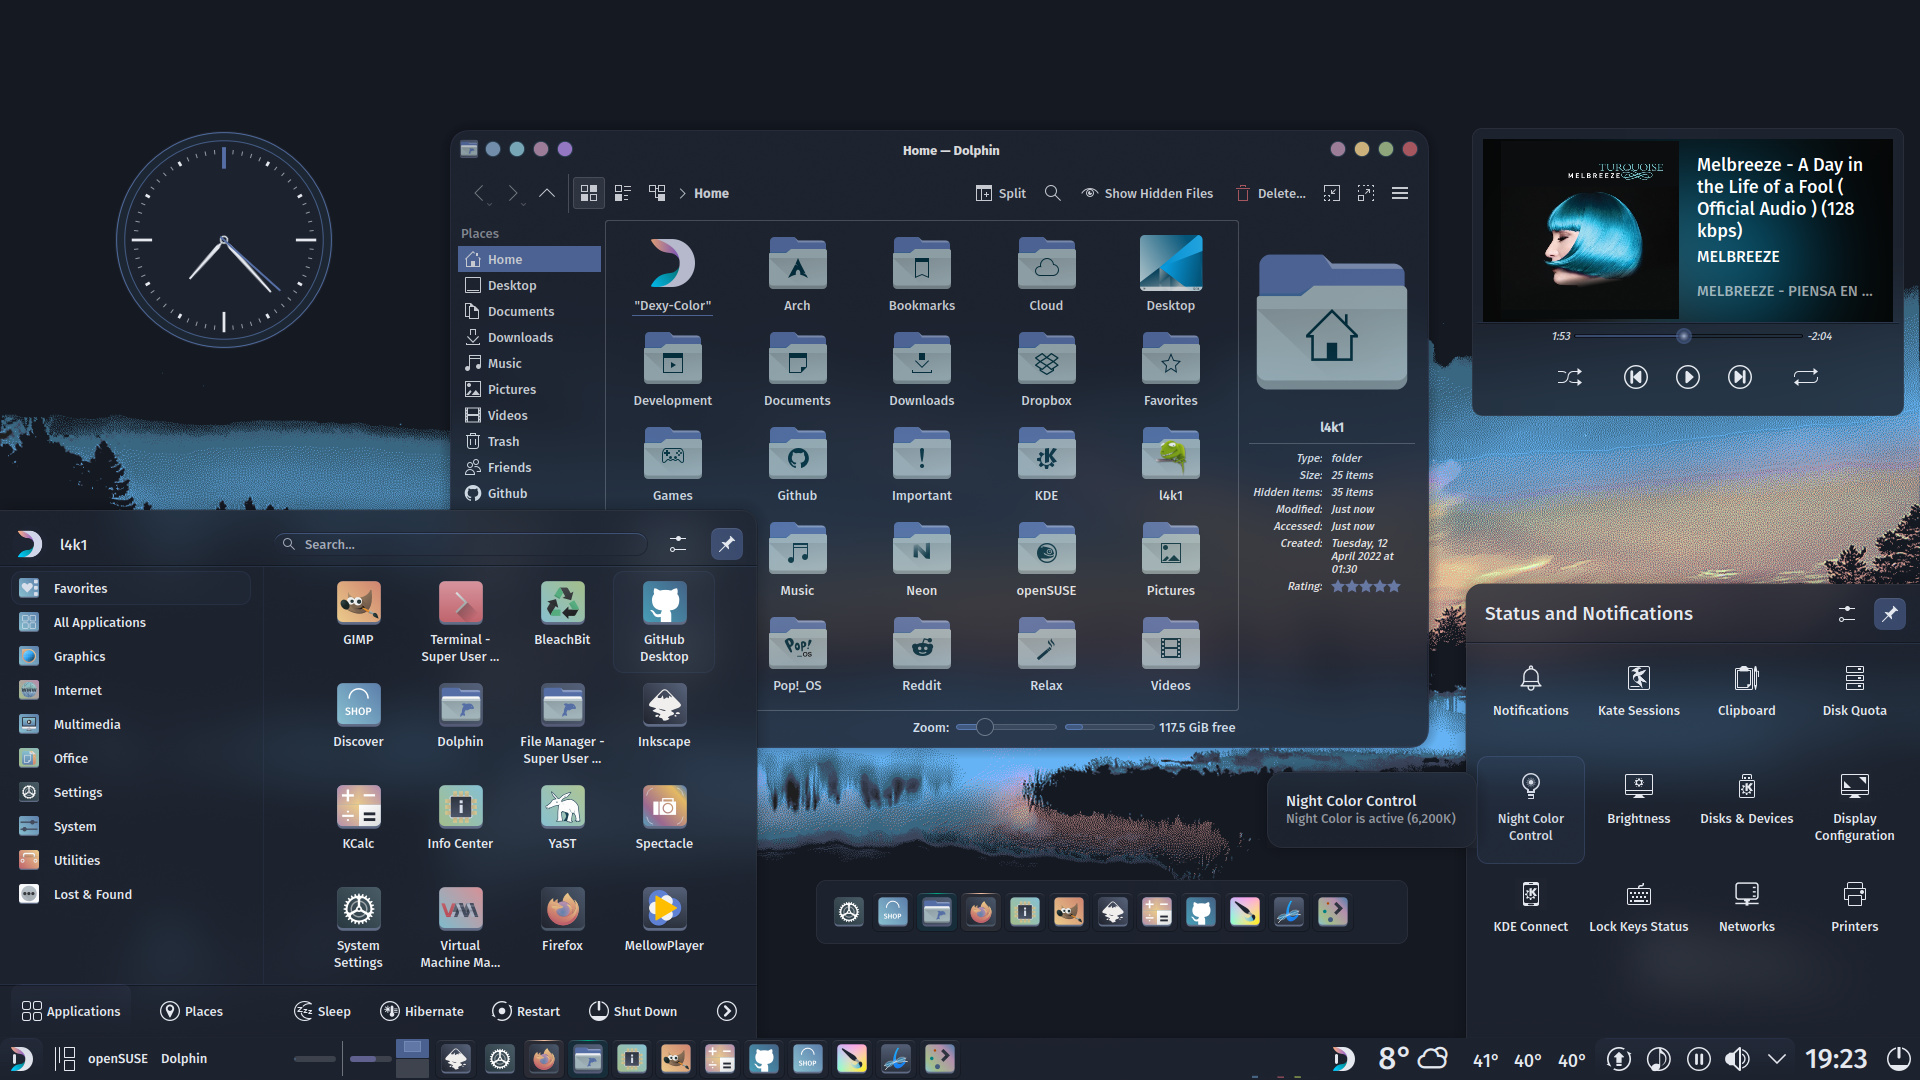 Home — Dolphin
Home
Split
Show Hidden Files
Delete...
Places
Home
Desktop
Documents
Downloads
Music
Pictures
Videos
Trash
Friends
Github
"Dexy-Color"
Arch
Bookmarks
Cloud
Desktop
Development
Documents
Downloads
Dropbox
Favorites
Games
Github
Important
KDE
l4k1
Music
Neon
openSUSE
Pictures
Pop!_OS
Pop!_OS
Reddit
Relax
Videos
Zoom:
117.5 GiB free
l4k1
Type: folder
Size: 25 items
Hidden items: 35 items
Modified: Just now
Accessed: Just now
Created: Tuesday, 12
April 2022 at
01:30
Rating:
TURQUOISE
MELBREEZE
Melbreeze - A Day in
the Life of a Fool (
Official Audio ) (128
kbps)
MELBREEZE
MELBREEZE - PIENSA EN ...
1:53
-2:04
l4k1
Search...
Favorites
All Applications
Graphics
Internet
Multimedia
Office
Settings
System
Utilities
Lost & Found
GIMP
Terminal -
Super User ...
BleachBit
GitHub
Desktop
SHOP
Discover
Dolphin
File Manager -
Super User ...
Inkscape
KCalc
Info Center
YaST
Spectacle
System
Settings
Virtual
Machine Ma...
Firefox
MellowPlayer
Applications
Places
Sleep
Hibernate
Restart
Shut Down
Status and Notifications
Notifications
Kate Sessions
Clipboard
Disk Quota
Night Color
Control
Brightness
Disks & Devices
Display
Configuration
KDE Connect
Lock Keys Status
Networks
Printers
Night Color Control
Night Color is active (6,200K)
SHOP
openSUSE
Dolphin
SHOP
8°
41°
40°
40°
19:23